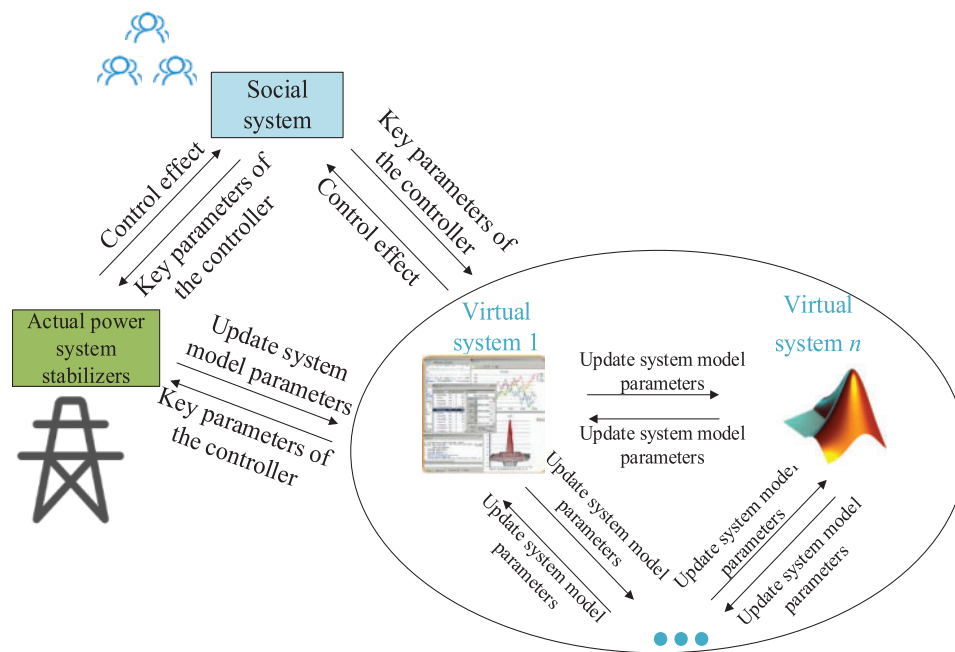 Social
system
Control effect
Key parameters of
the controller
Key parameters of
the controller
Control effect
Actual power
system
stabilizers
Update system
model parameters
Key parameters of
the controller
Virtual
system 1
Virtual
system n
Update system model
parameters
Update system model
parameters
Update system model
parameters
Update system model
parameters
Update system model
parameters
Update system model
parameters